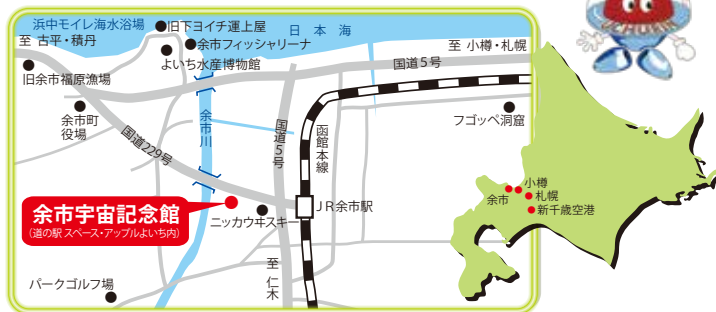 浜中モイレ海水浴場
旧下ヨイチ運上屋
日本海
至 古平・積丹
余市フィッシャリーナ
よいち水産博物館
至 小樽・札幌
国道5号
旧余市福原漁場
余市町
役場
国道229号
余市川
国道5号
函館本線
フゴッペ洞窟
余市宇宙記念館
(道の駅 スペース・アップルよいち内)
ニッカウヰスキー
JR余市駅
至 仁木
パークゴルフ場
小樽
余市
札幌
新千歳空港